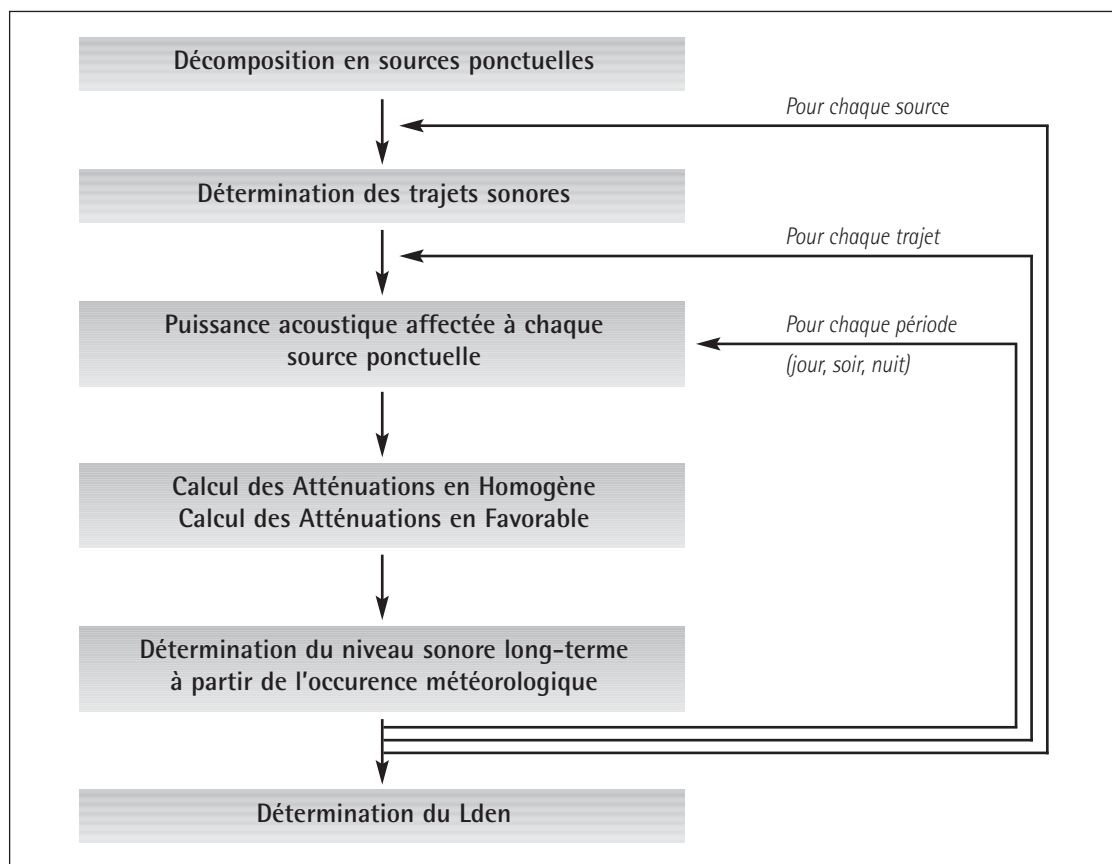 Décomposition en sources ponctuelles
Pour chaque source
Détermination des trajets sonores
Pour chaque trajet
Puissance acoustique affectée à chaque
source ponctuelle
Pour chaque période
(jour, soir, nuit)
Calcul des Atténuations en Homogène
Calcul des Atténuations en Favorable
Détermination du niveau sonore long-terme
à partir de l'occurence météorologique
Détermination du Lden